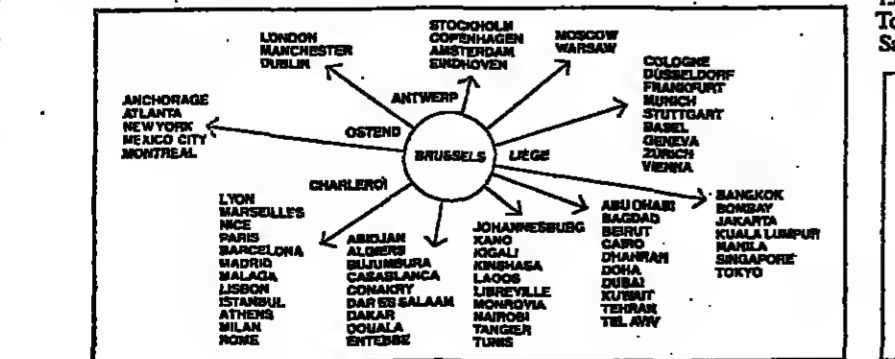 LONDON
MANCHESTER
DUBLIN
STOCKHOLM
COPENHAGEN
AMSTERDAM
EINDHOVEN
MOSCOW
WARSAW
COLOGNE
DÜSSELDORF
FRANKFURT
MUNICH
STUTTGART
BASEL
GENEVA
ZÜRICH
VIENNA
ANCHORAGE
ATLANTA
NEW YORK
MEXICO CITY
MONTREAL
ANTWERP
OSTEND
BRUSSELS
LIÈGE
CHARLEROI
LYON
MARSEILLES
NICE
PARIS
BARCELONA
MADRID
MALAGA
LISBON
ISTANBUL
ATHENS
MILAN
ROME
ABIDJAN
ALGIERS
BUJUMBURA
CASABLANCA
CONAKRY
DAR ES SALAAM
DAKAR
DOUALA
ENTEBBE
JOHANNESBURG
KANO
KIGALI
KINSHASA
LAGOS
LIBREVILLE
MONROVIA
NAIROBI
TANGIER
TUNIS
ABU DHABI
BAGDAD
BEIRUT
CAIRO
DHAHRAN
DOHA
DUBAI
KUWAIT
TEHRAN
TEL AVIV
BANGKOK
BOMBAY
JAKARTA
KUALA LUMPUR
MANILA
SINGAPORE
TOKYO